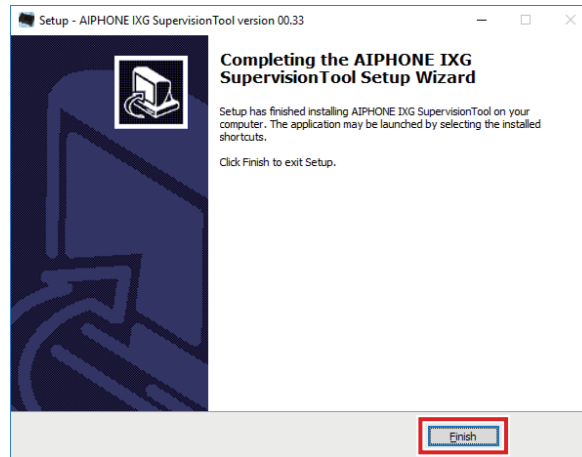 Setup - AIPHONE IXG SupervisionTool version 00.33
Completing the AIPHONE IXG
SupervisionTool Setup Wizard
Setup has finished installing AIPHONE IXG SupervisionTool on your
computer. The application may be launched by selecting the installed
shortcuts.
Click Finish to exit Setup.
Finish